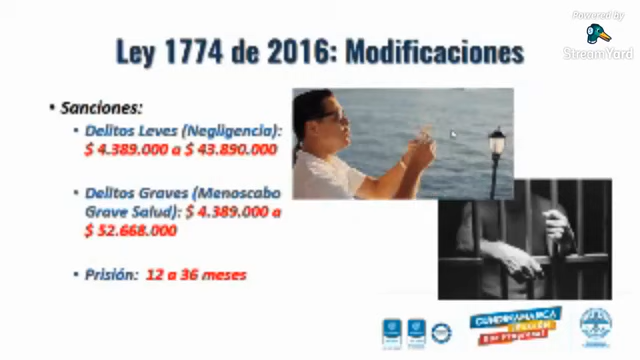 Powered by
StreamYard
Ley 1774 de 2016: Modificaciones
• Sanciones:
• Delitos Leves (Negligencia):
$ 4.389.000 a $ 43.890.000
• Delitos Graves (Menoscabo
Grave Salud): $ 4.389.000 a
$ 52.668.000
• Prisión: 12 a 36 meses
CUNDINAMARCA